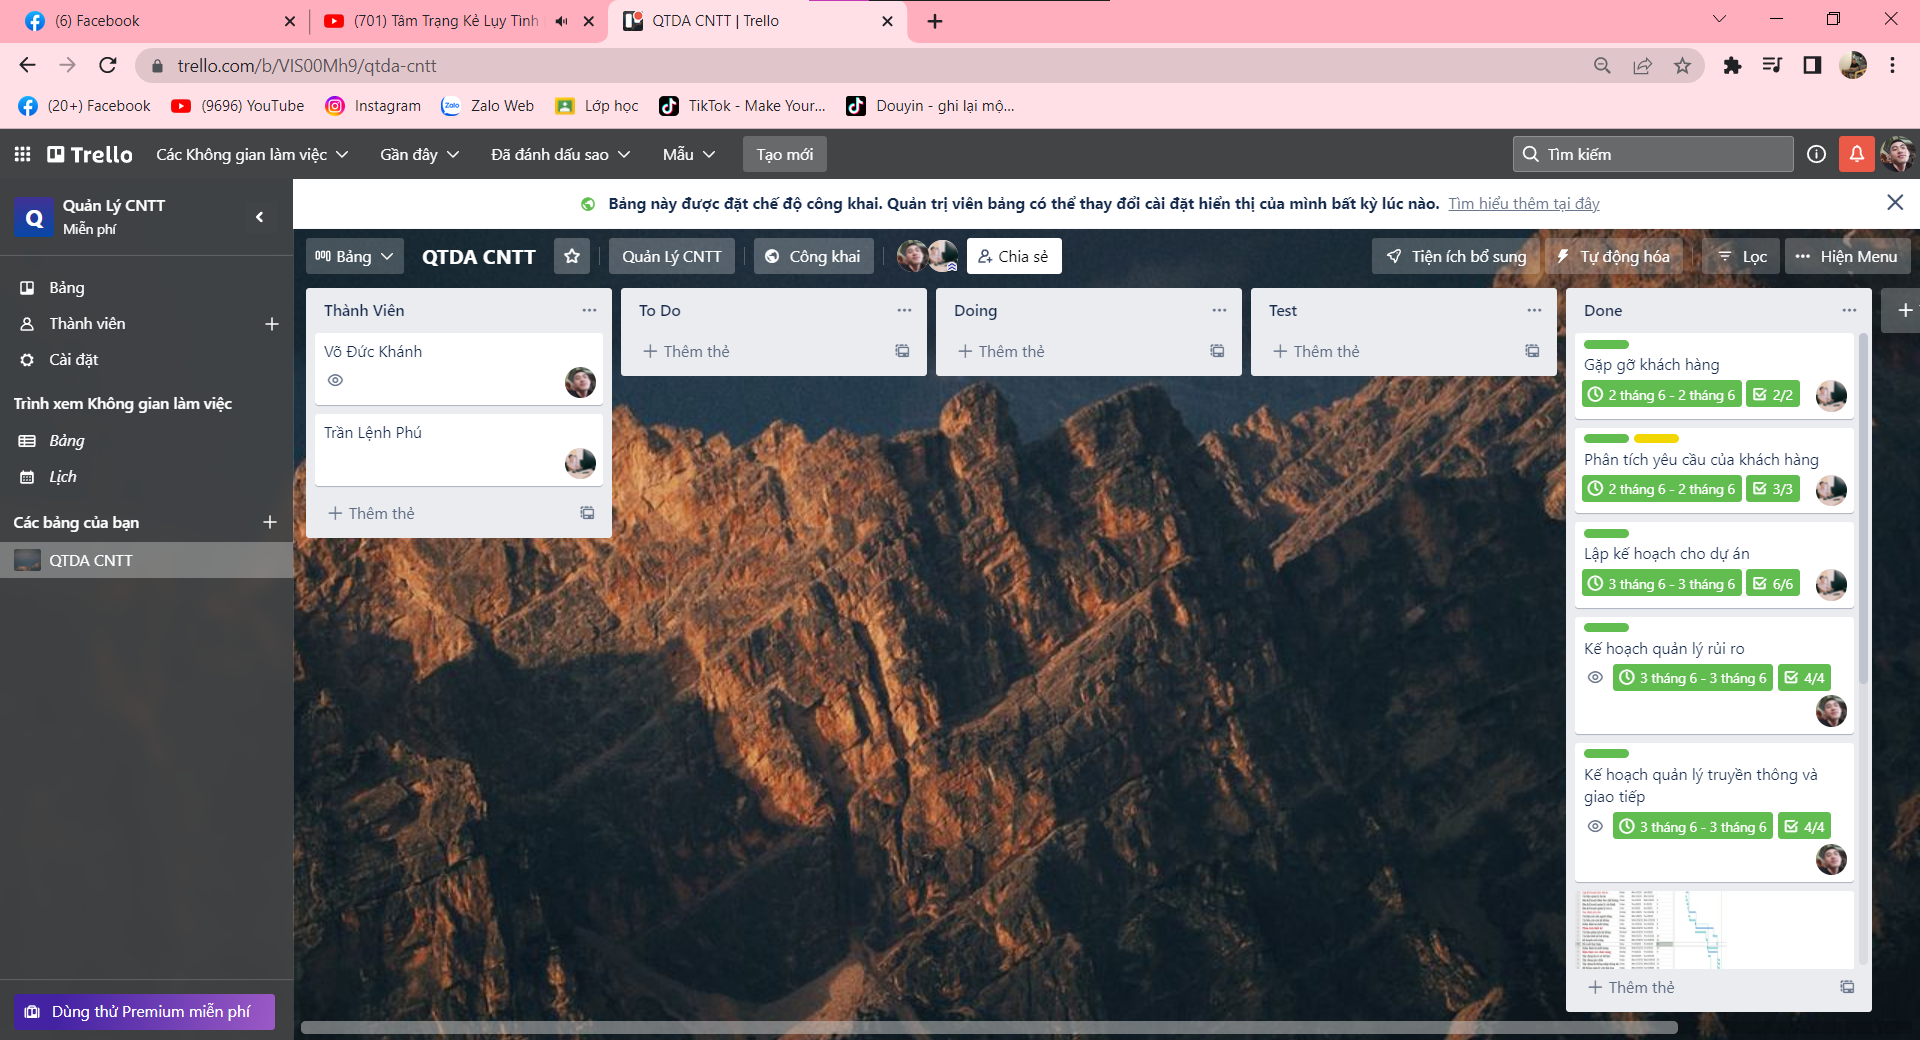 (6) Facebook
(701) Tâm Trạng Kẻ Lụy Tình
QTDA CNTT | Trello
trello.com/b/VIS00Mh9/qtda-cntt
(20+) Facebook
(9696) YouTube
Instagram
Zalo Web
Lớp học
TikTok - Make Your...
Douyin - ghi lại mộ...
Trello
Các Không gian làm việc
Gần đây
Đã đánh dấu sao
Mẫu
Tạo mới
Tìm kiếm
Q
Quản Lý CNTT
Miễn phí
Bảng này được đặt chế độ công khai. Quản trị viên bảng có thể thay đổi cài đặt hiển thị của mình bất kỳ lúc nào. Tìm hiểu thêm tại đây
Bảng
QTDA CNTT
Quản Lý CNTT
Công khai
Chia sẻ
Tiện ích bổ sung
Tự động hóa
Lọc
Hiện Menu
Bảng
Thành viên
Cài đặt
Trình xem Không gian làm việc
Bảng
Lịch
Các bảng của bạn
QTDA CNTT
Dùng thử Premium miễn phí
Thành Viên
Võ Đức Khánh
Trần Lệnh Phú
Thêm thẻ
To Do
Thêm thẻ
Doing
Thêm thẻ
Test
Thêm thẻ
Done
Gặp gỡ khách hàng
2 tháng 6 - 2 tháng 6 2/2
Phân tích yêu cầu của khách hàng
2 tháng 6 - 2 tháng 6 3/3
Lập kế hoạch cho dự án
3 tháng 6 - 3 tháng 6 6/6
Kế hoạch quản lý rủi ro
3 tháng 6 - 3 tháng 6 4/4
Kế hoạch quản lý truyền thông và
giao tiếp
3 tháng 6 - 3 tháng 6 4/4
Thêm thẻ